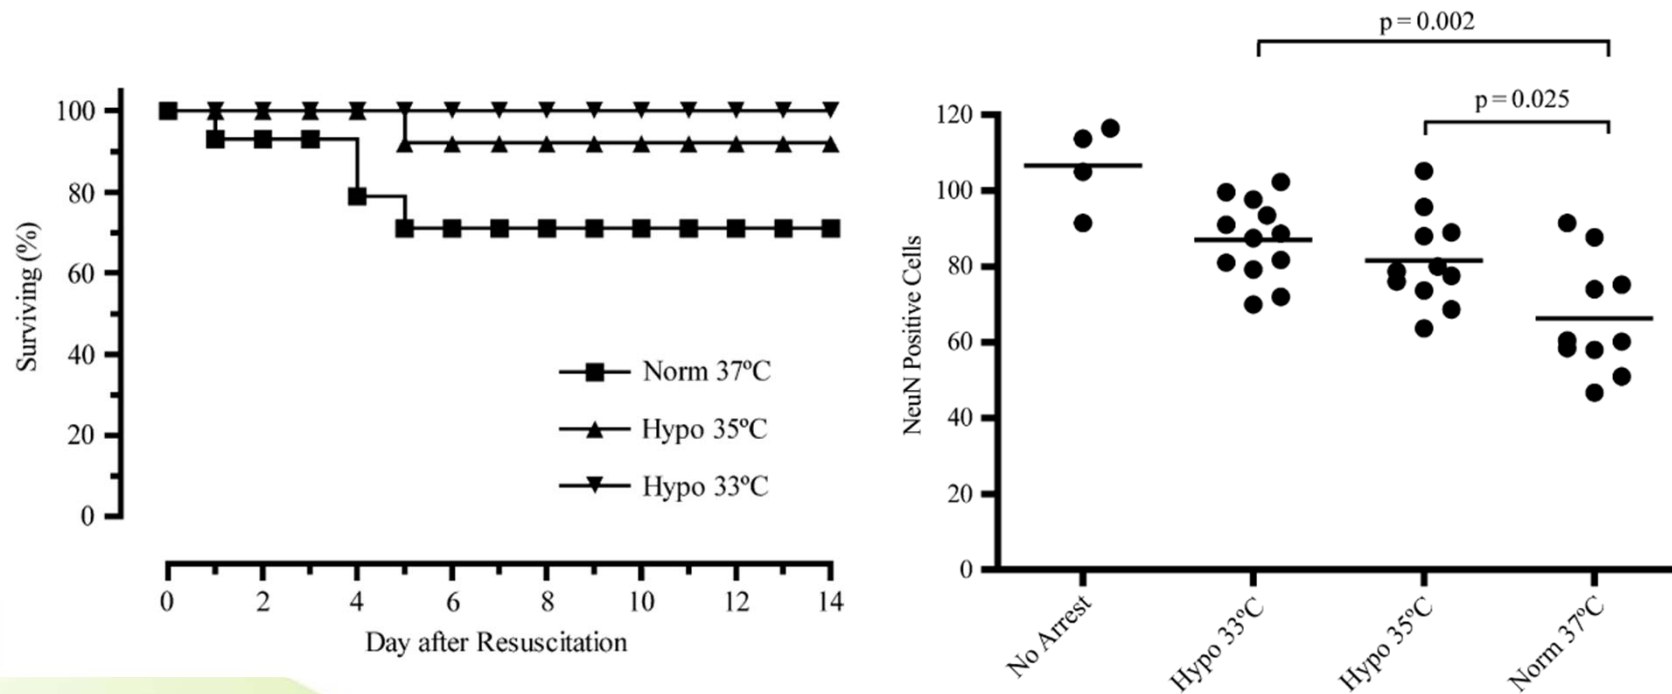 100
80
60
40
20
0
Surviving (%)
Norm 37ºC
Hypo 35ºC
Hypo 33ºC
0 2 4 6 8 10 12 14
Day after Resuscitation
p = 0.002
p = 0.025
120
100
80
60
40
20
0
NeuN Positive Cells
No Arrest
Hypo 33ºC
Hypo 35ºC
Norm 37ºC